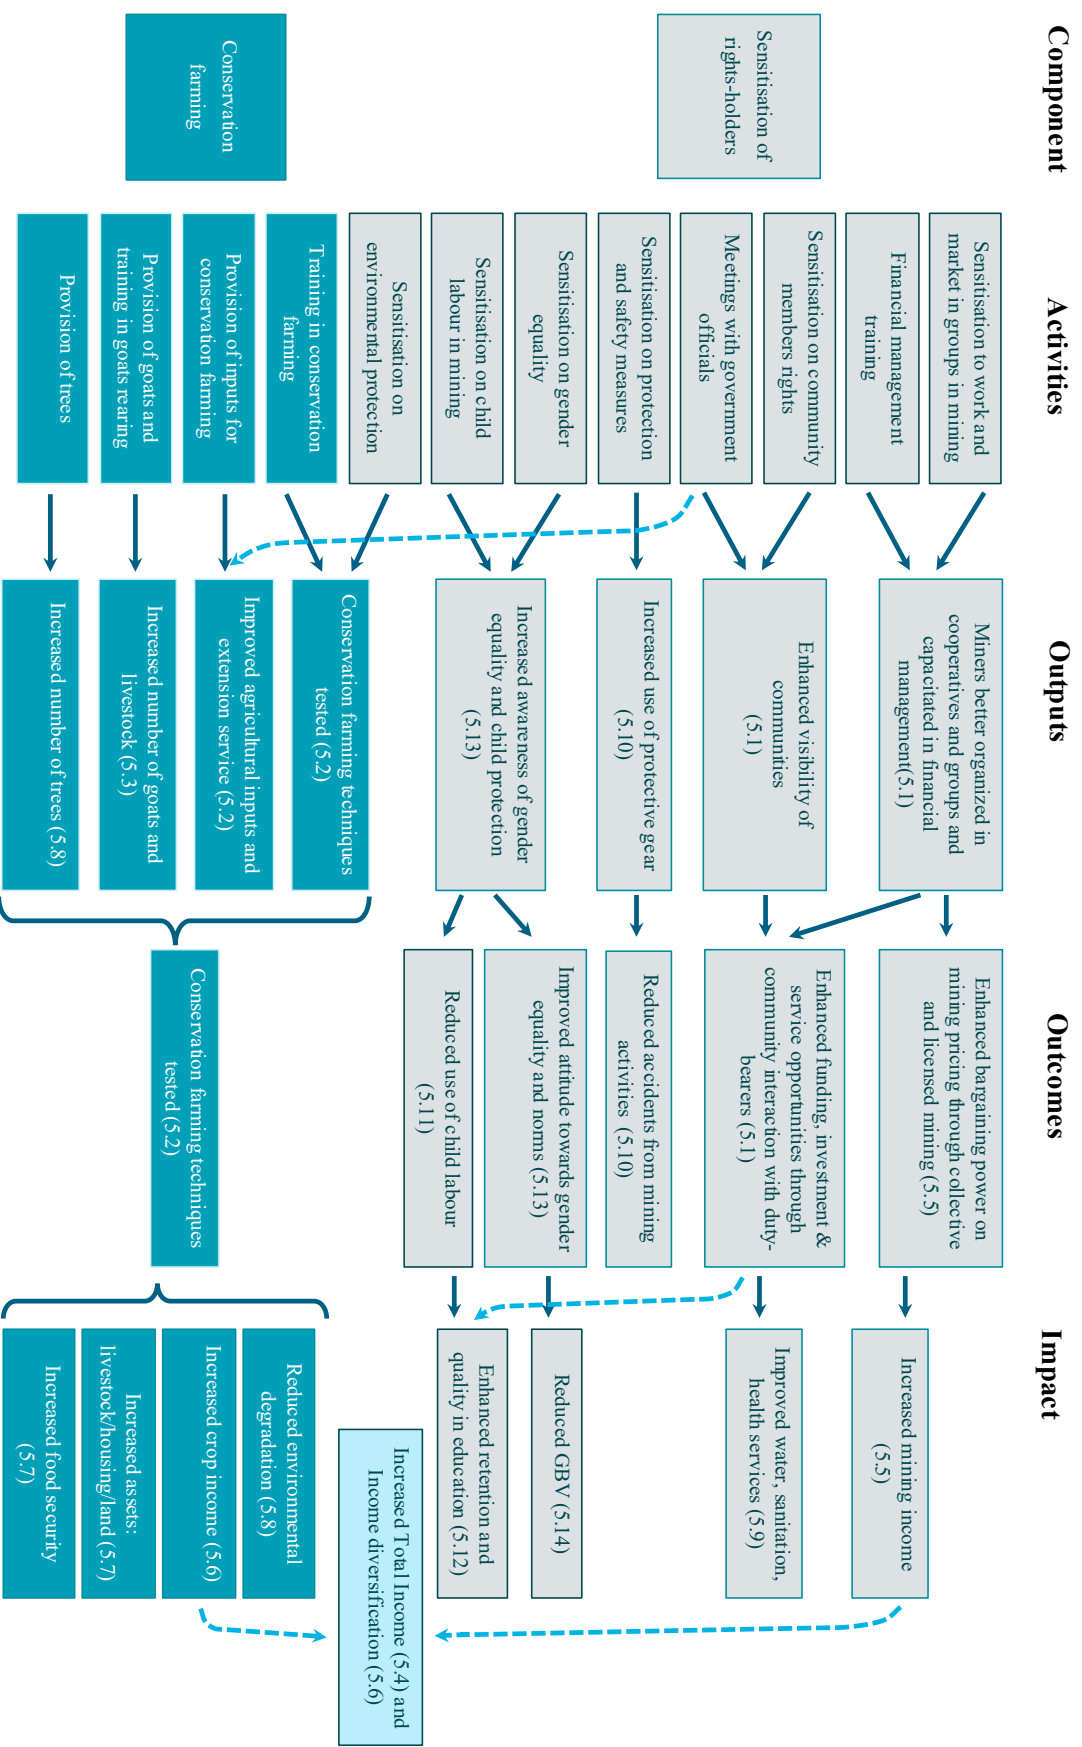 Component
Activities
Outputs
Outcomes
Impact
Sensitisation of
rights-holders
Conservation
farming
Sensitisation to work and
market in groups in mining
Financial management
training
Sensitisation on community
members rights
Meetings with government
officials
Sensitisation on protection
and safety measures
Sensitisation on gender
equality
Sensitisation on child
labour in mining
Sensitisation on
environmental protection
Training in conservation
farming
Provision of inputs for
conservation farming
Provision of goats and
training in goats rearing
Provision of trees
Miners better organized in
cooperatives and groups and
capacitated in financial
management(5.1)
Enhanced visibility of
communities
(5.1)
Increased use of protective gear
(5.10)
Increased awareness of gender
equality and child protection
(5.13)
Conservation farming techniques
tested (5.2)
Improved agricultural inputs and
extension service (5.2)
Increased number of goats and
livestock (5.3)
Increased number of trees (5.8)
Enhanced bargaining power on
mining pricing through collective
and licensed mining (5.5)
Enhanced funding, investment &
service opportunities through
community interaction with duty-
bearers (5.1)
Reduced accidents from mining
activities (5.10)
Improved attitude towards gender
equality and norms (5.13)
Reduced use of child labour
(5.11)
Conservation farming techniques
tested (5.2)
Increased mining income
(5.5)
Improved water, sanitation,
health services (5.9)
Reduced GBV (5.14)
Enhanced retention and
quality in education (5.12)
Increased Total Income (5.4) and
Income diversification (5.6)
Reduced environmental
degradation (5.8)
Increased crop income (5.6)
Increased assets:
livestock/housing/land (5.7)
Increased food security
(5.7)